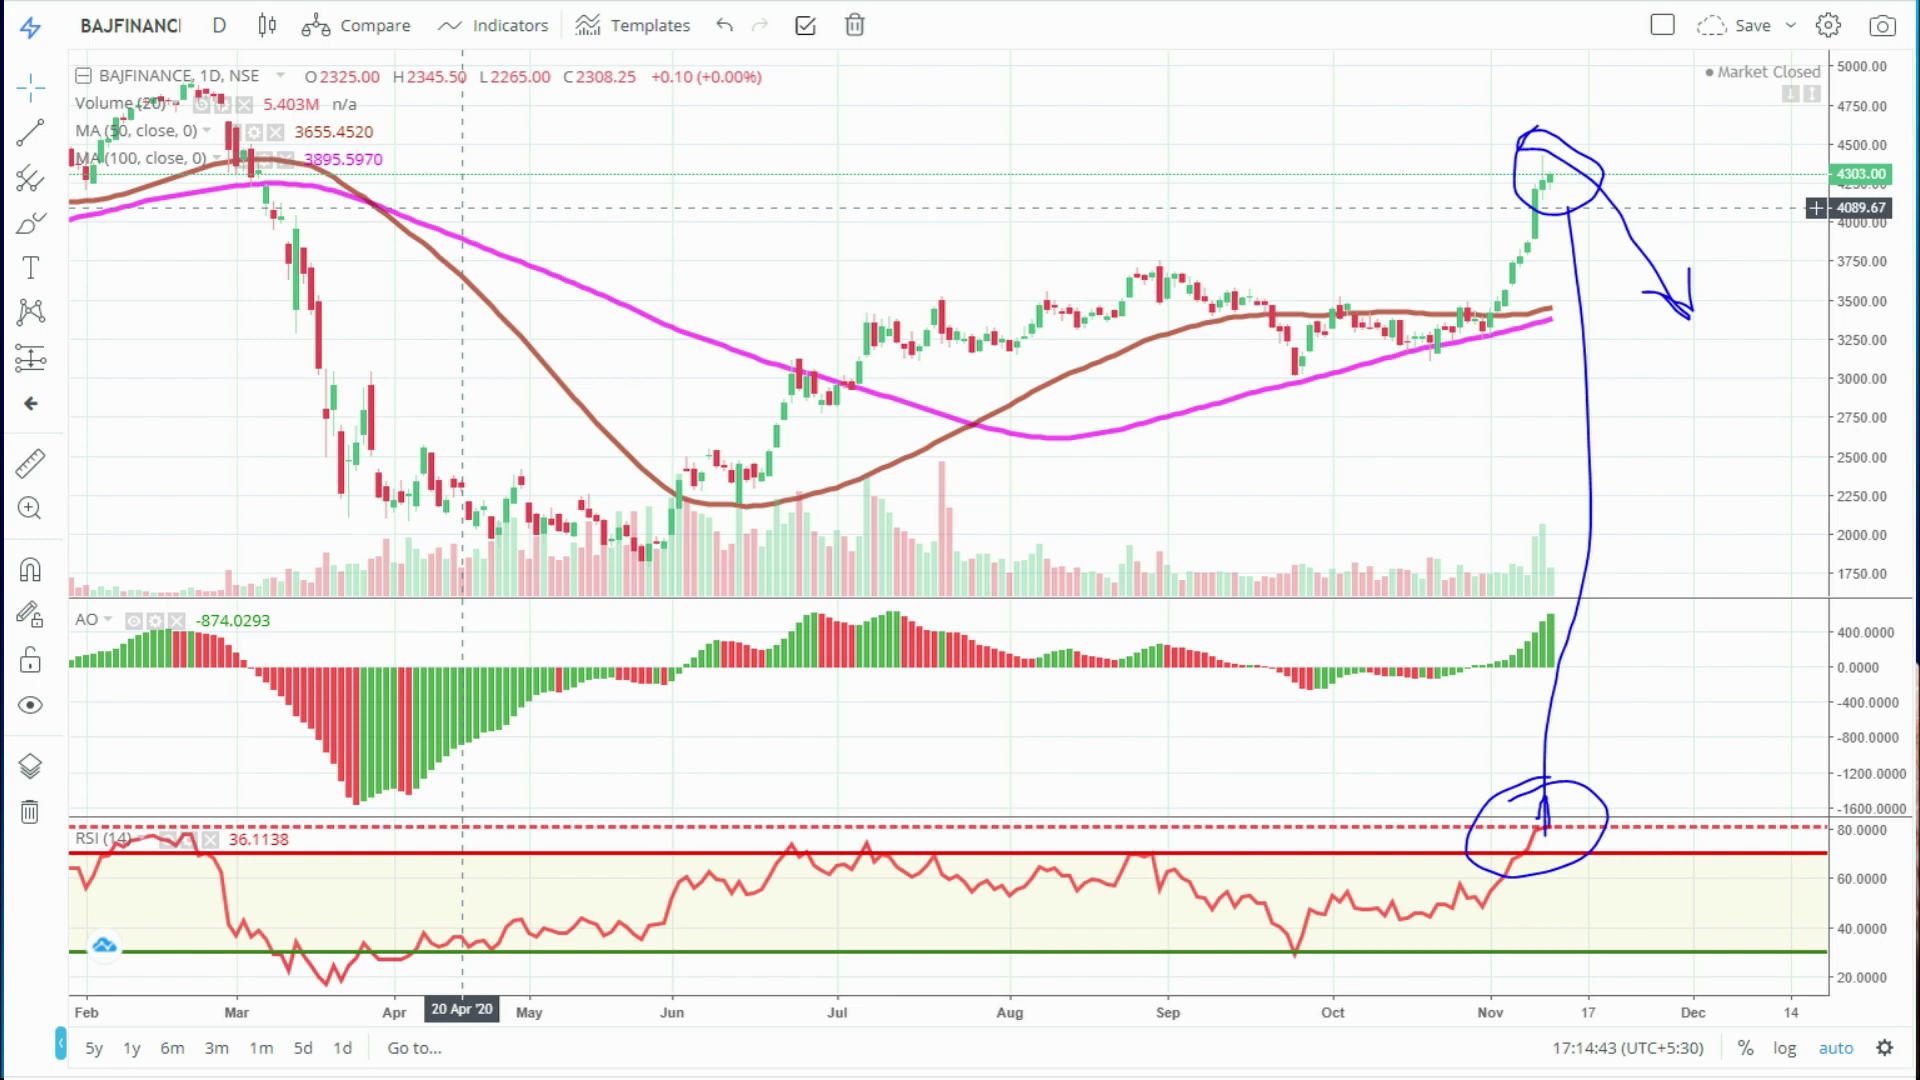 BAJFINANC D Compare Indicators Templates Save
BAJFINANCE, 1D, NSE O2325.00 H2345.50 L2265.00 C2308.25 +0.10 (+0.00%)
Market Closed
Volume (20) 5.403M n/a
MA (50, close, 0) 3655.4520
MA (100, close, 0) 3895.5970
5000.00
4750.00
4500.00
4303.00
4250.00
4089.67
4000.00
3750.00
3500.00
3250.00
3000.00
2750.00
2500.00
2250.00
2000.00
1750.00
AO -874.0293
400.0000
0.0000
-400.0000
-800.0000
-1200.0000
-1600.0000
RSI (14) 36.1138
80.0000
60.0000
40.0000
20.0000
Feb Mar Apr 20 Apr '20 May Jun Jul Aug Sep Oct Nov 17 Dec 14
5y 1y 6m 3m 1m 5d 1d Go to... 17:14:43 (UTC+5:30) % log auto